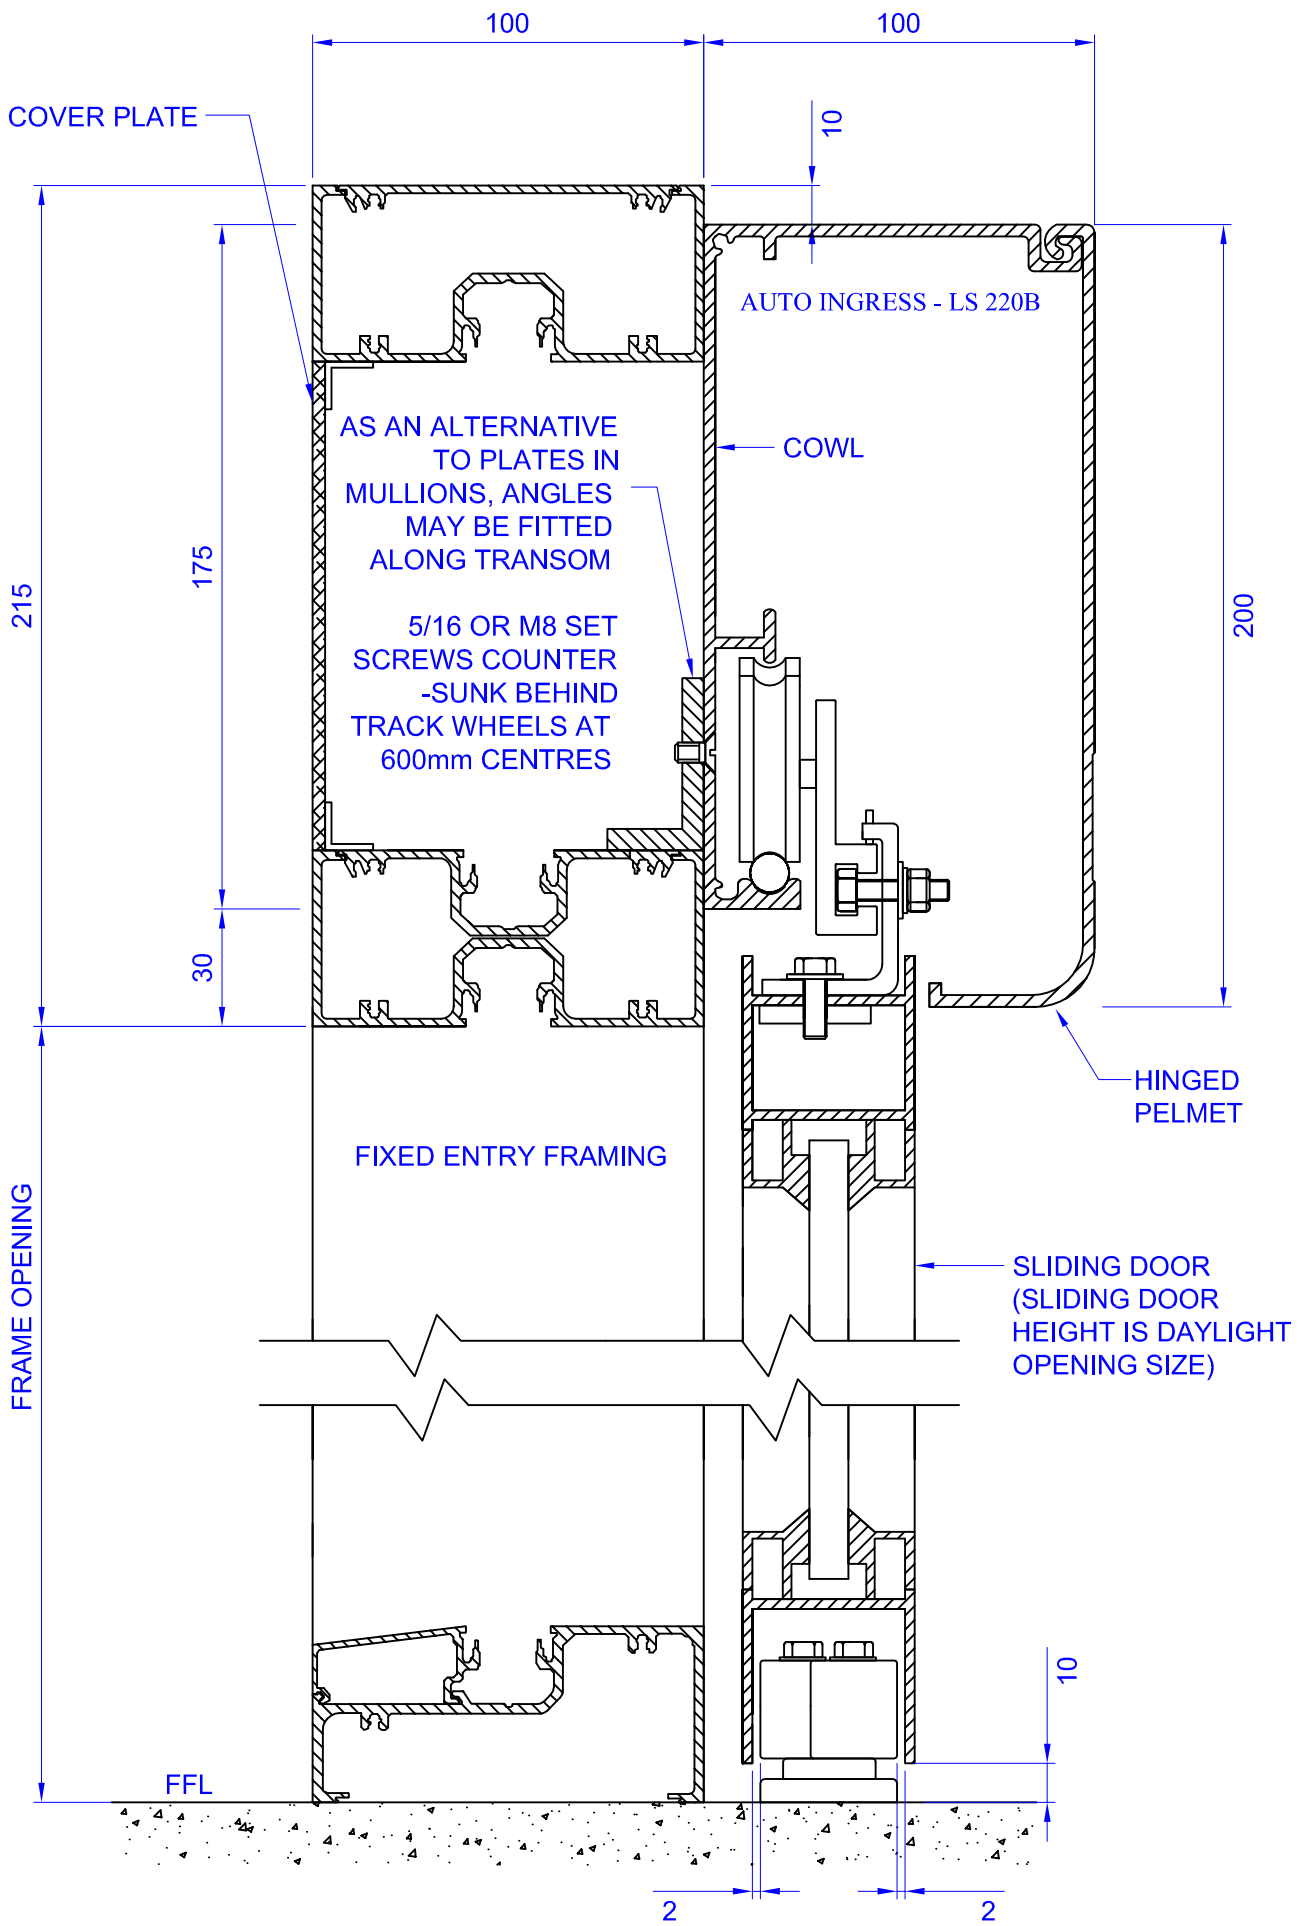 100
100
COVER PLATE
10
AUTO INGRESS - LS 220B
AS AN ALTERNATIVE
TO PLATES IN
MULLIONS, ANGLES
MAY BE FITTED
ALONG TRANSOM
COWL
175
215
200
5/16 OR M8 SET
SCREWS COUNTER
-SUNK BEHIND
TRACK WHEELS AT
600mm CENTRES
30
HINGED
PELMET
FIXED ENTRY FRAMING
FRAME OPENING
SLIDING DOOR
(SLIDING DOOR
HEIGHT IS DAYLIGHT
OPENING SIZE)
10
FFL
2
2